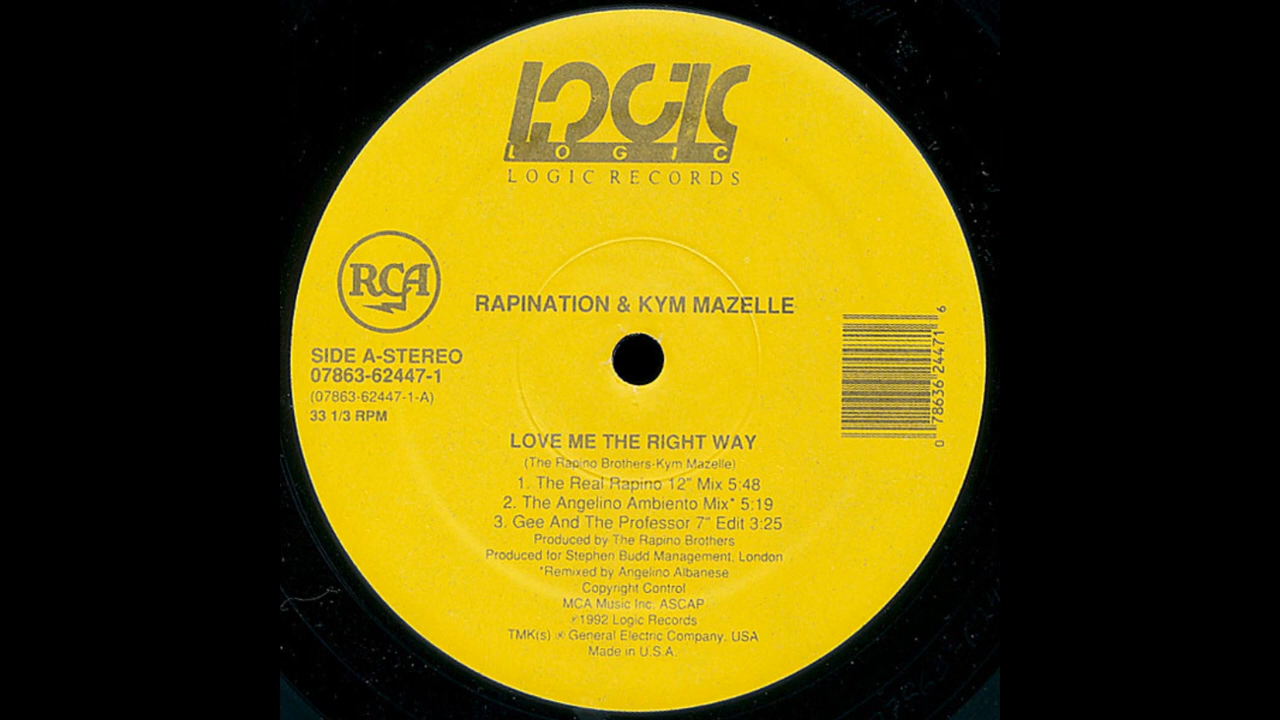 LOGIC
LOGIC
LOGIC RECORDS
RCA
RAPINATION & KYM MAZELLE
SIDE A-STEREO
07863-62447-1
(07863-62447-1-A)
33 1/3 RPM
0 78636 24471 6
LOVE ME THE RIGHT WAY
(The Rapino Brothers-Kym Mazelle)
1. The Real Rapino 12" Mix 5:48
2. The Angelino Ambiento Mix* 5:19
3. Gee And The Professor 7" Edit 3:25
Produced by The Rapino Brothers
Produced for Stephen Budd Management, London
*Remixed by Angelino Albanese
Copyright Control
MCA Music Inc. ASCAP
℗1992 Logic Records
TMK(s) ® General Electric Company, USA
Made in U.S.A.